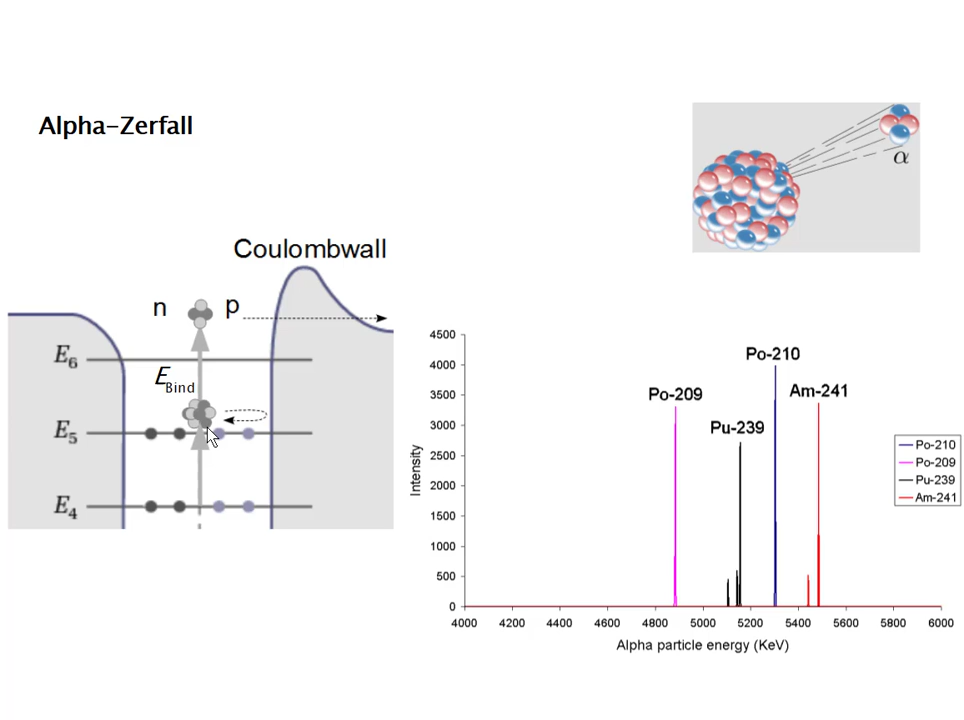 Alpha-Zerfall
α
Coulombwall
n
p
E6
EBind
E5
E4
4500
4000
3500
3000
2500
2000
1500
1000
500
0
Intensity
Po-209
Pu-239
Po-210
Am-241
Po-210
Po-209
Pu-239
Am-241
4000 4200 4400 4600 4800 5000 5200 5400 5600 5800 6000
Alpha particle energy (KeV)